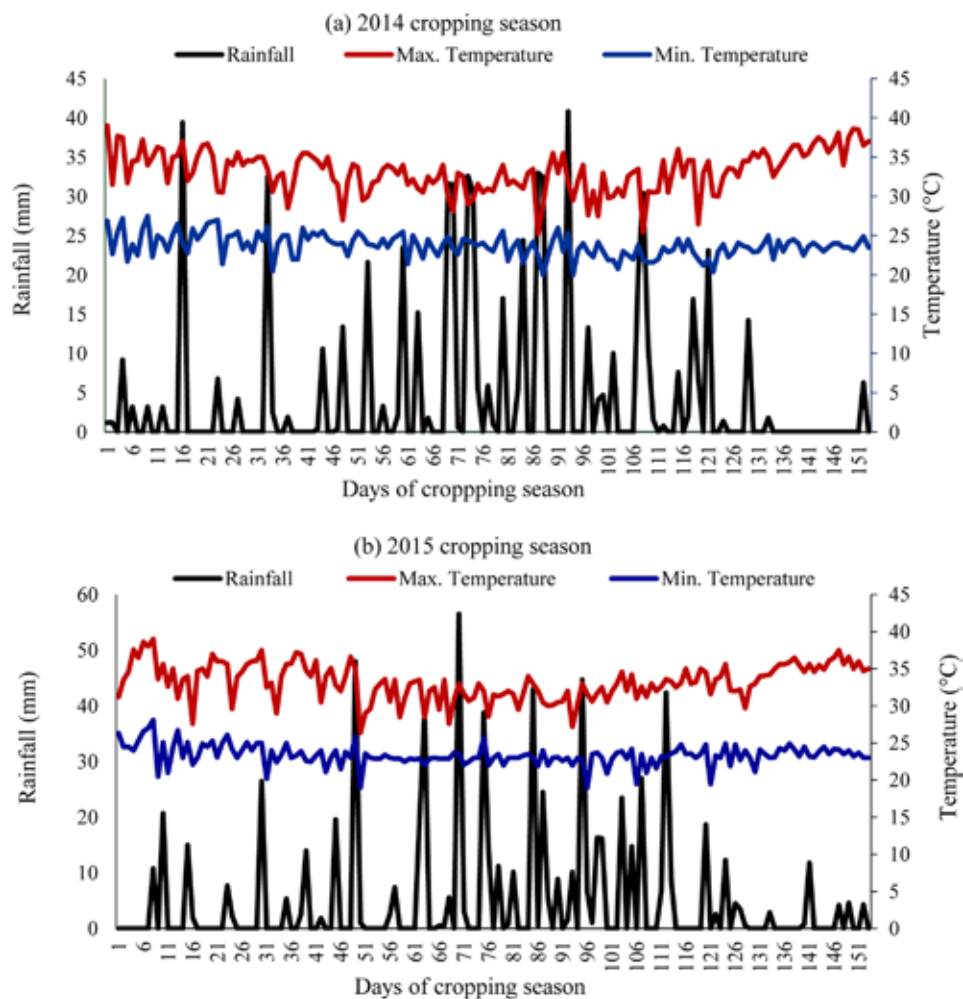 (a) 2014 cropping season
Rainfall Max. Temperature Min. Temperature
45 40 35 30 25 20 15 10 5 0
Rainfall (mm)
45 40 35 30 25 20 15 10 5 0
Temperature (°C)
1 6 11 16 21 26 31 36 41 46 51 56 61 66 71 76 81 86 91 96 101 106 111 116 121 126 131 136 141 146 151
Days of croppping season
(b) 2015 cropping season
Rainfall Max. Temperature Min. Temperature
60 50 40 30 20 10 0
Rainfall (mm)
45 40 35 30 25 20 15 10 5 0
Temperature (°C)
1 6 11 16 21 26 31 36 41 46 51 56 61 66 71 76 81 86 91 96 101 106 111 116 121 126 131 136 141 146 151
Days of cropping season